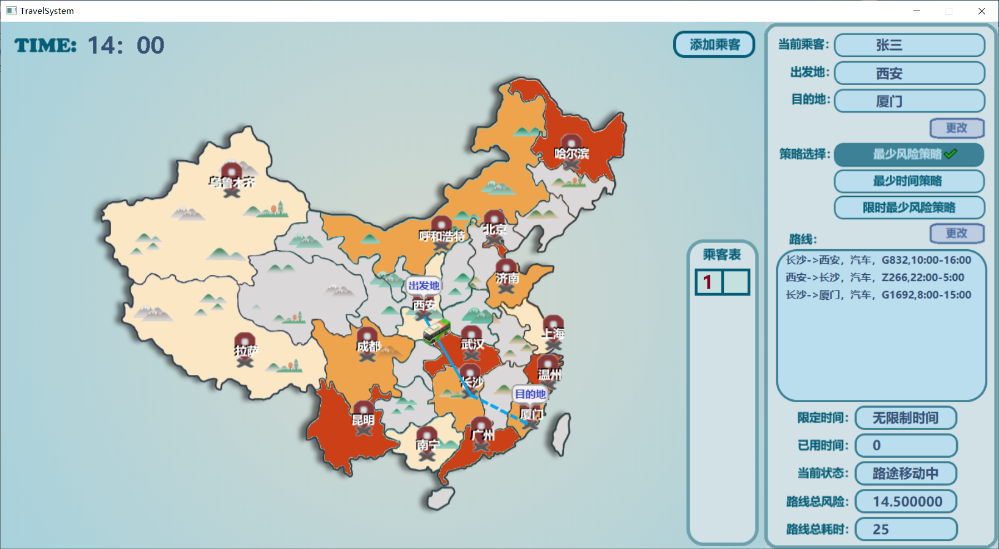 TravelSystem
TIME: 14: 00
添加乘客
哈尔滨
乌鲁木齐
呼和浩特
北京
济南
出发地
西安
上海
成都
武汉
拉萨
温州
长沙
目的地
厦门
昆明
广州
南宁
乘客表
1
当前乘客: 张三
出发地: 西安
目的地: 厦门
更改
策略选择: 最少风险策略
最少时间策略
限时最少风险策略
更改
路线:
长沙->西安，汽车，G832,10:00-16:00
西安->长沙，汽车，Z266,22:00-5:00
长沙->厦门，汽车，G1692,8:00-15:00
限定时间: 无限制时间
已用时间: 0
当前状态: 路途移动中
路线总风险: 14.500000
路线总耗时: 25